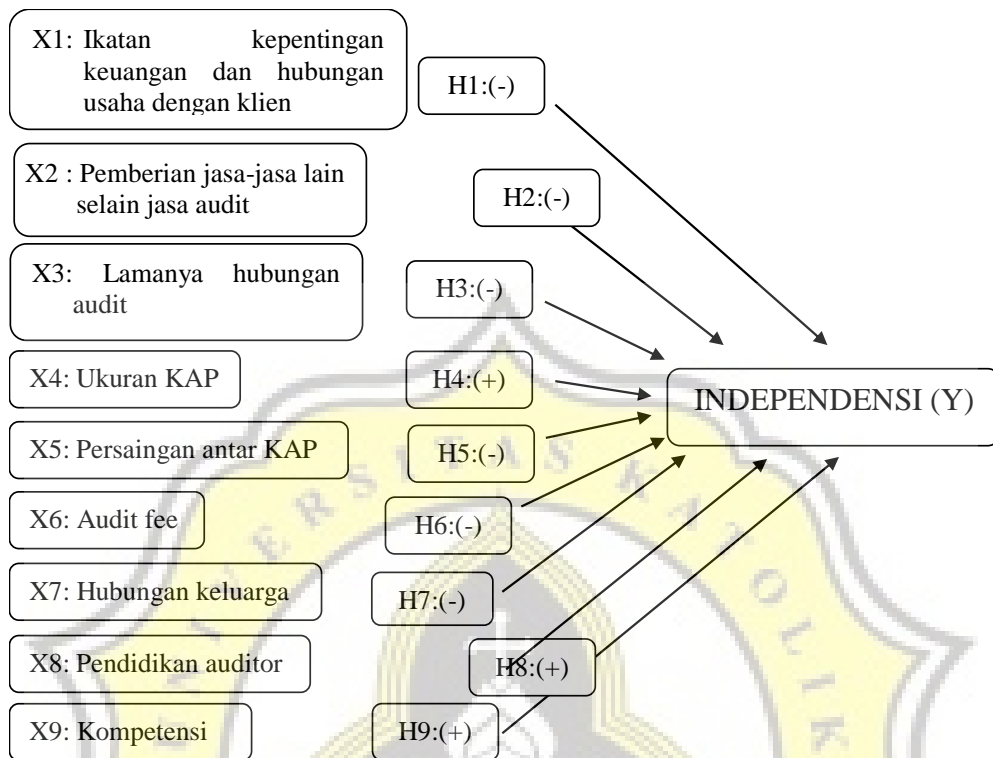 X1: Ikatan kepentingan
keuangan dan hubungan
usaha dengan klien
H1:(-)
X2 : Pemberian jasa-jasa lain
selain jasa audit
H2:(-)
X3: Lamanya hubungan
audit
H3:(-)
X4: Ukuran KAP
H4:(+)
INDEPENDENSI (Y)
X5: Persaingan antar KAP
H5:(-)
X6: Audit fee
H6:(-)
X7: Hubungan keluarga
H7:(-)
X8: Pendidikan auditor
H8:(+)
X9: Kompetensi
H9:(+)
UNIVERSITAS KATOLIK